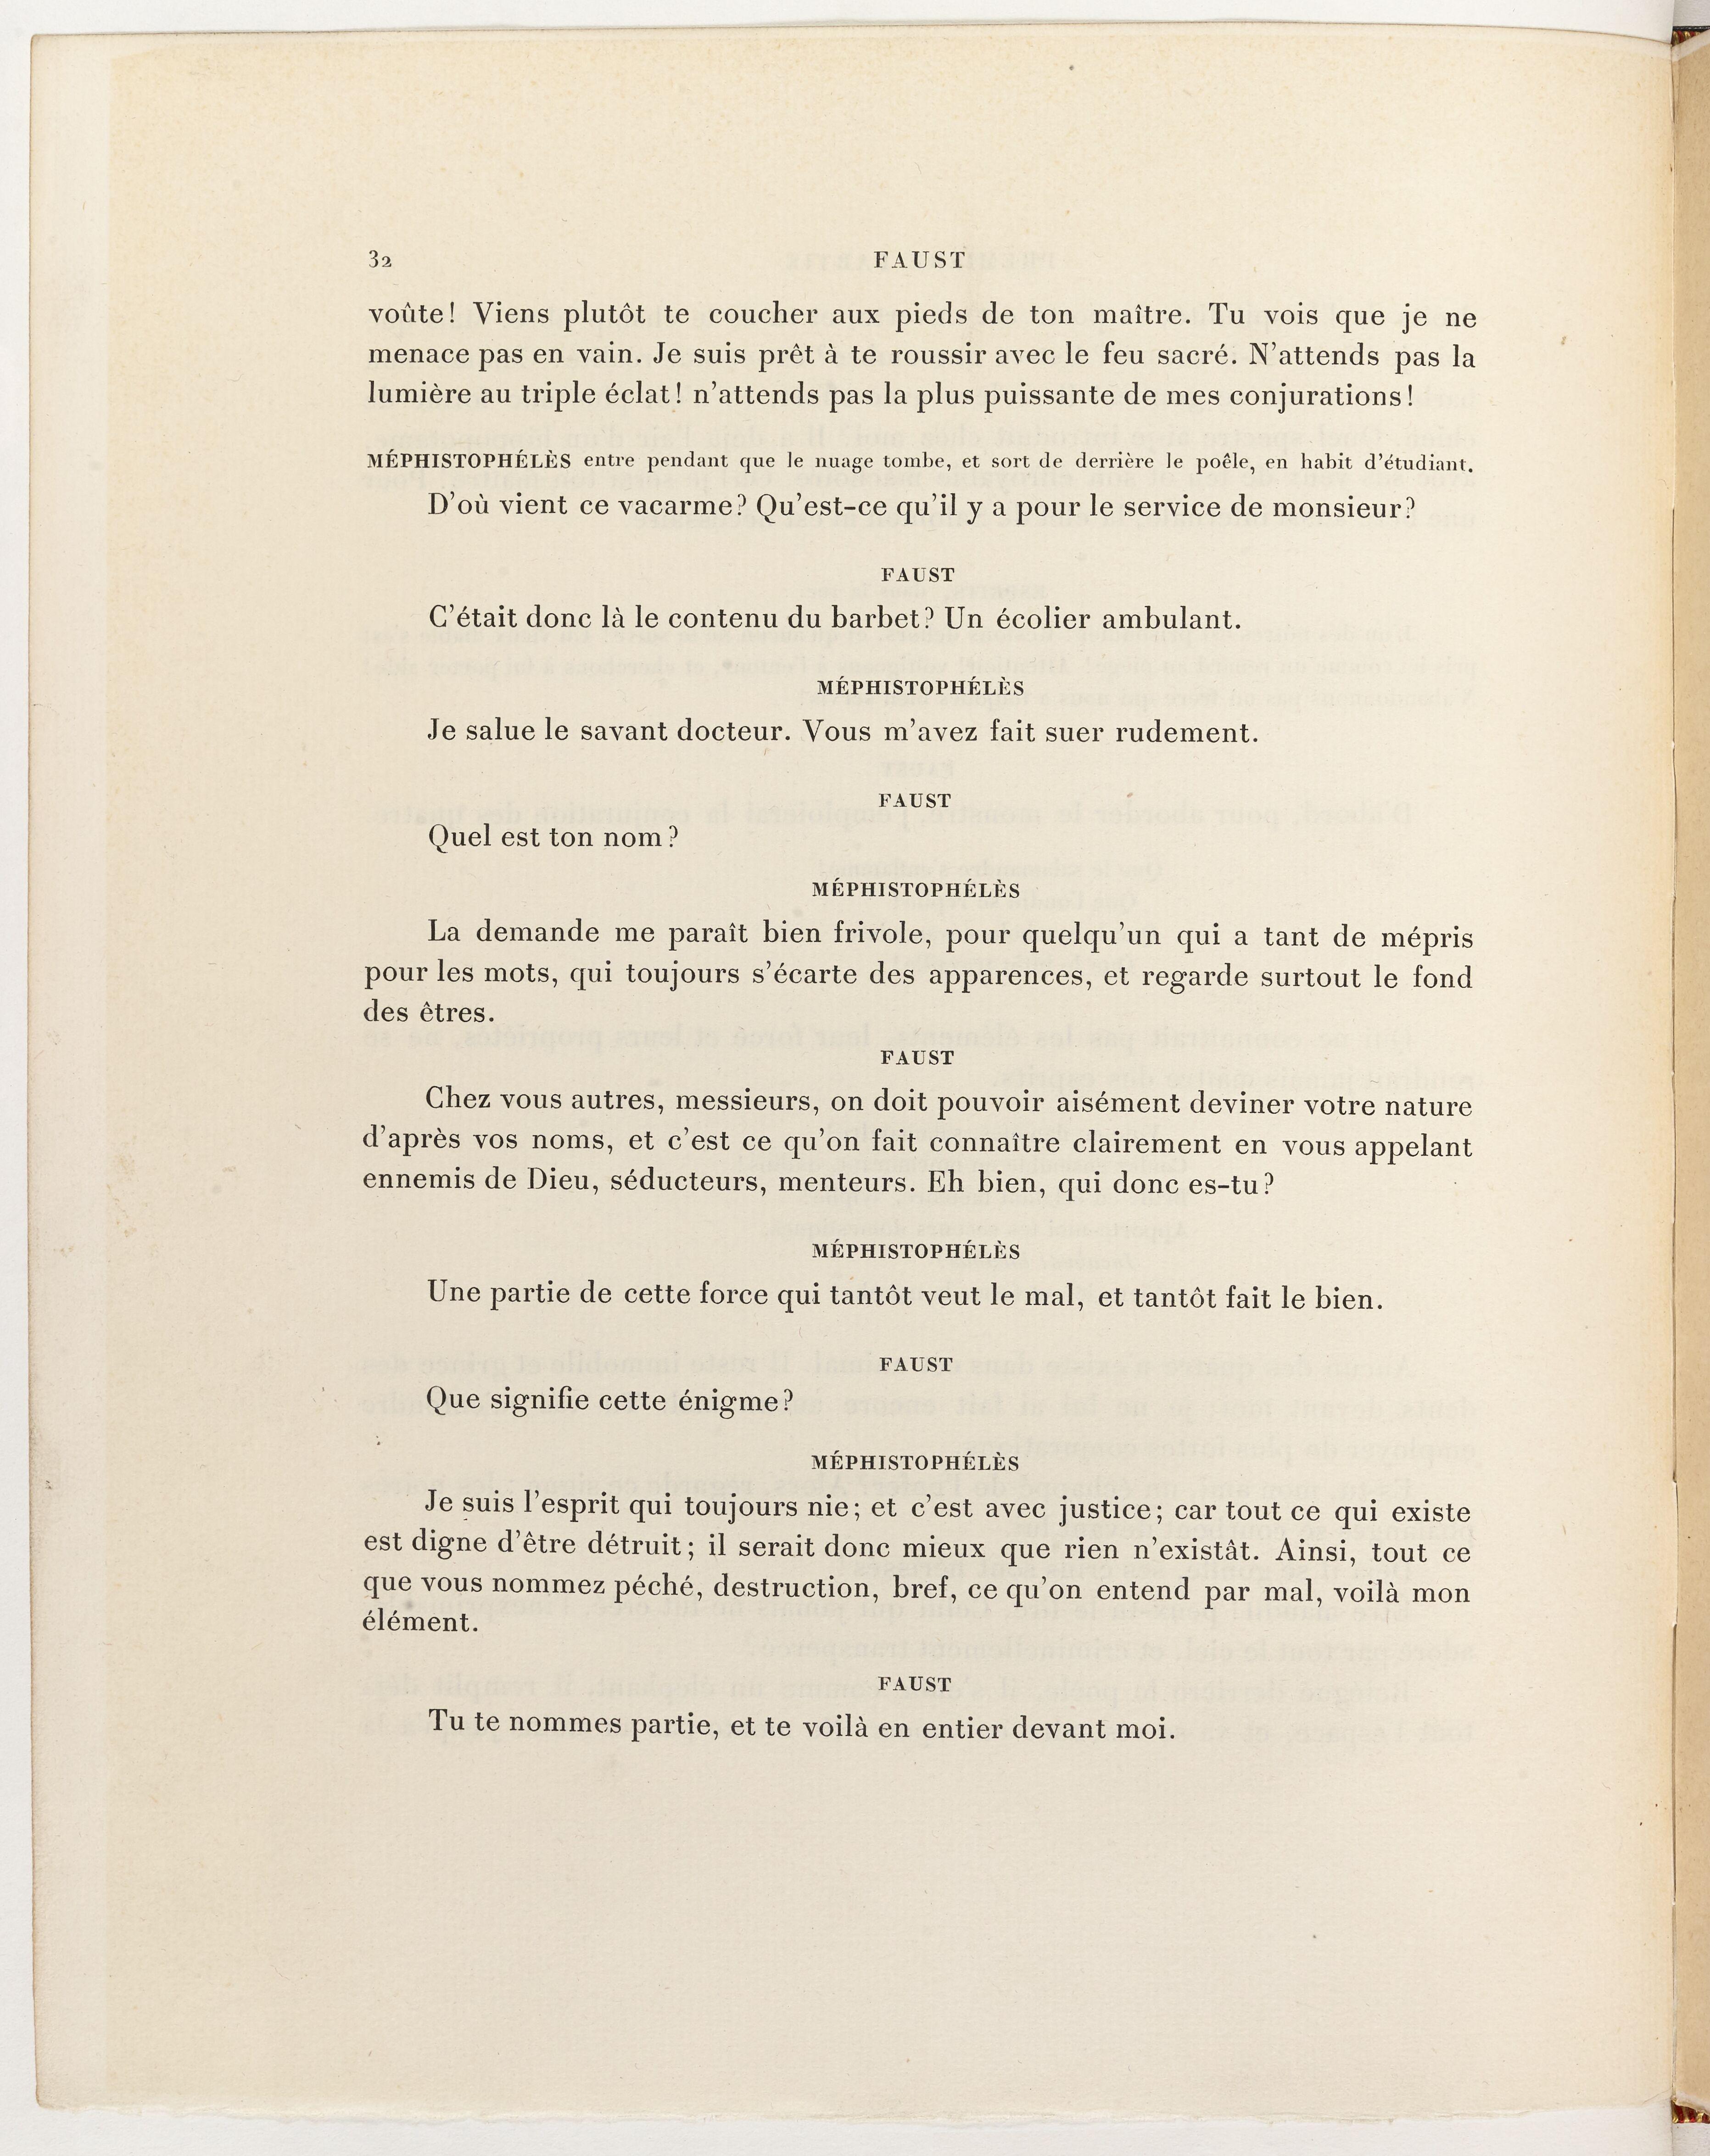 32
FAUST
voûte! Viens plutôt te coucher aux pieds de ton maître. Tu vois que je ne
menace pas en vain. Je suis prêt à te roussir avec le feu sacré. N'attends pas la
lumière au triple éclat! n'attends pas la plus puissante de mes conjurations!
MÉPHISTOPHÉLÈS entre pendant que le nuage tombe, et sort de derrière le poêle, en habit d'étudiant.
D'où vient ce vacarme? Qu'est-ce qu'il y a pour le service de monsieur?
FAUST
C'était donc là le contenu du barbet? Un écolier ambulant.
MÉPHISTOPHÉLÈS
Je salue le savant docteur. Vous m'avez fait suer rudement.
FAUST
Quel est ton nom?
MÉPHISTOPHÉLÈS
La demande me paraît bien frivole, pour quelqu'un qui a tant de mépris
pour les mots, qui toujours s'écarte des apparences, et regarde surtout le fond
des êtres.
FAUST
Chez vous autres, messieurs, on doit pouvoir aisément deviner votre nature
d'après vos noms, et c'est ce qu'on fait connaître clairement en vous appelant
ennemis de Dieu, séducteurs, menteurs. Eh bien, qui donc es-tu?
MÉPHISTOPHÉLÈS
Une partie de cette force qui tantôt veut le mal, et tantôt fait le bien.
FAUST
Que signifie cette énigme?
MÉPHISTOPHÉLÈS
Je suis l'esprit qui toujours nie; et c'est avec justice; car tout ce qui existe
est digne d'être détruit; il serait donc mieux que rien n'existât. Ainsi, tout ce
que vous nommez péché, destruction, bref, ce qu'on entend par mal, voilà mon
élément.
FAUST
Tu te nommes partie, et te voilà en entier devant moi.